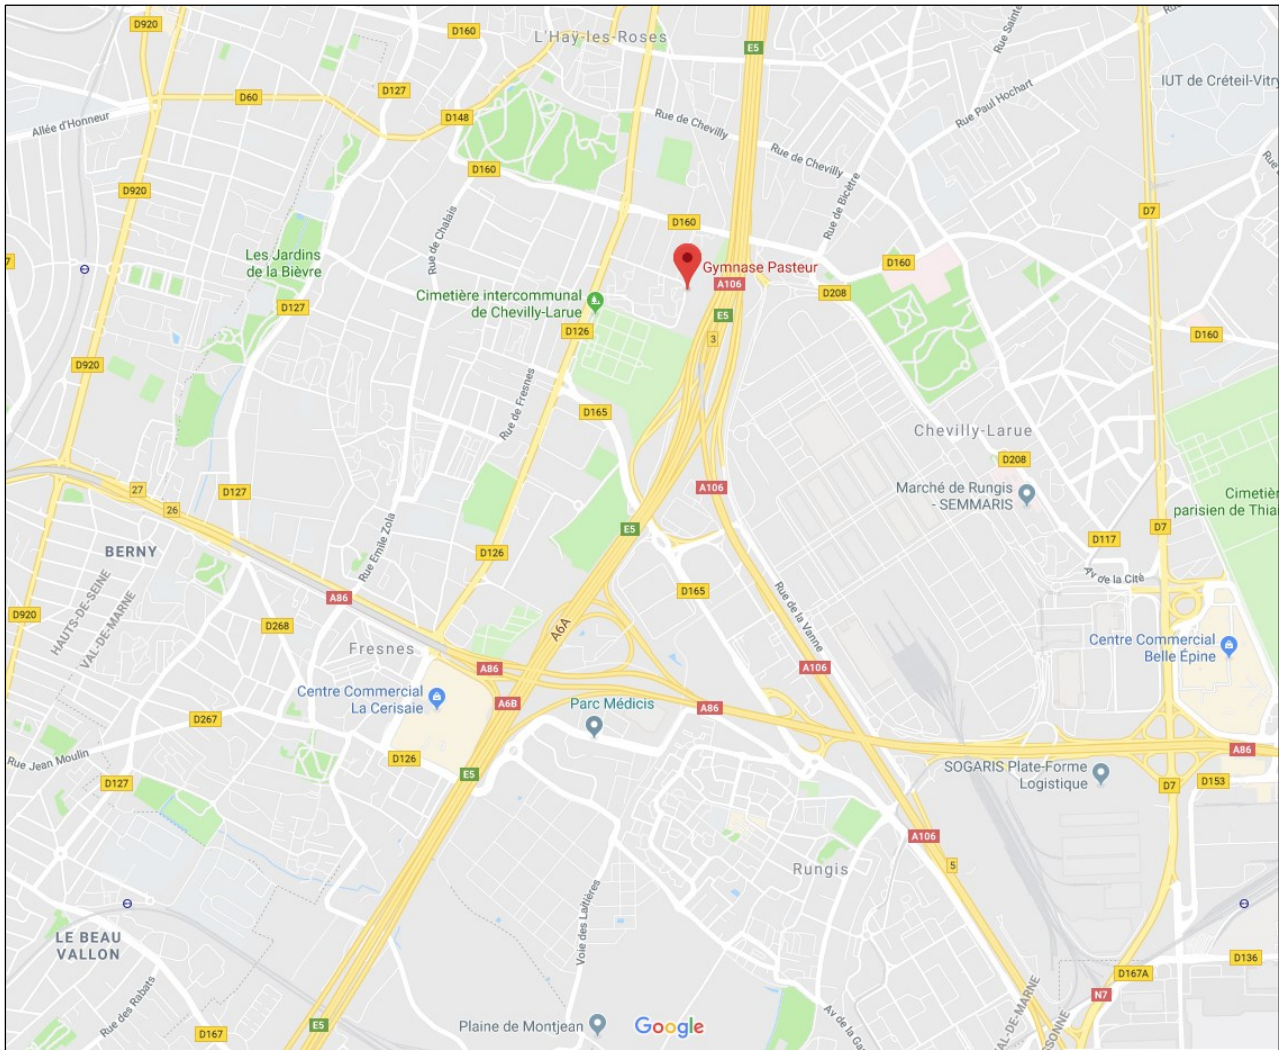 D920
D160
L'Haÿ-les-Roses
E5
Rue Sainte
IUT de Créteil-Vitry
D60
D127
D148
Rue de Chevilly
Rue Paul Hochart
Allée d'Honneur
Rue de Chevilly
D160
D920
Rue de Chalais
D160
Rue de Bicêtre
D7
Les Jardins
de la Bièvre
Gymnase Pasteur
D160
A106
D208
Cimetière intercommunal
de Chevilly-Larue
D127
E5
D126
3
D160
D920
Rue de Fresnes
D165
Chevilly-Larue
D208
27
26
D127
A106
Marché de Rungis
- SEMMARIS
Cimetièr
parisien de Thiai
E5
D7
Rue Emile Zola
D126
BERNY
D117
Av de la Cité
HAUTS-DE-SEINE
VAL-DE-MARNE
D165
A86
Rue de la Vanne
D920
D268
A6A
Fresnes
Centre Commercial
Belle Épine
A86
A106
Centre Commercial
La Cerisaie
A6B
Parc Médicis
A86
D267
Rue Jean Moulin
D126
A86
E5
SOGARIS Plate-Forme
Logistique
D127
D7
D153
A106
5
Rungis
Voie des Laitières
LE BEAU
VALLON
D136
D167A
N7
Rue des Rabats
VAL-DE-MARNE
ESSONNE
D167
E5
Plaine de Montjean
Google
Av de la Ga